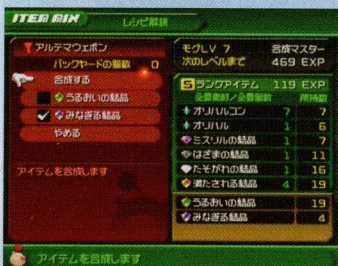 ITEM MIX
レシピ解読
アルテマウェポン
バックヤードの個数 0
合成する
うるおいの結晶
みなぎる結晶
やめる
アイテムを合成します
モグLV 7 合成マスター
次のレベルまで 469 EXP
S ランクアイテム 119 EXP
必要素材/必要個数 所持数
オリハルコン 7 7
オリハル 1 6
ミスリルの結晶 1 7
はざまの結晶 1 11
たそがれの結晶 1 16
満たされる結晶 4 19
うるおいの結晶 19
みなぎる結晶 4
アイテムを合成します